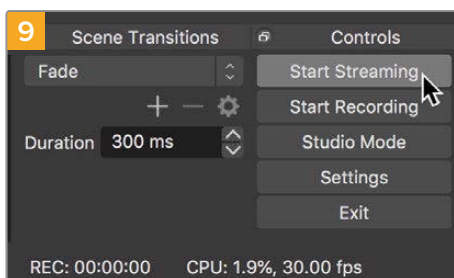 9
Scene Transitions
Controls
Fade
Start Streaming
Start Recording
Duration 300 ms
Studio Mode
Settings
Exit
REC: 00:00:00 CPU: 1.9%, 30.00 fps